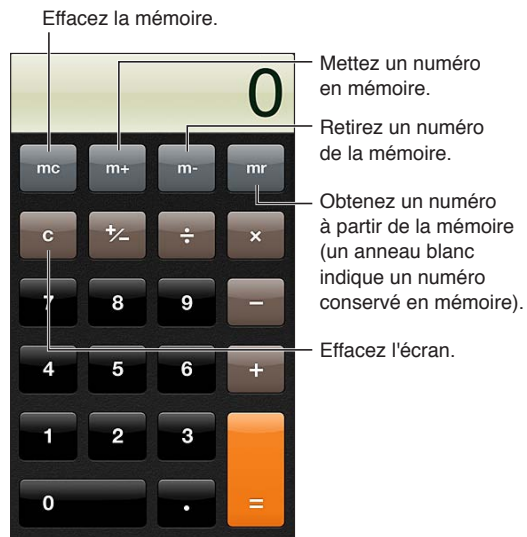 Effacez la mémoire.
Mettez un numéro
en mémoire.
Retirez un numéro
de la mémoire.
Obtenez un numéro
à partir de la mémoire
(un anneau blanc
indique un numéro
conservé en mémoire).
Effacez l'écran.
0
mc m+ m- mr
c +/− ÷ ×
7 8 9 −
4 5 6 +
1 2 3
0 . =